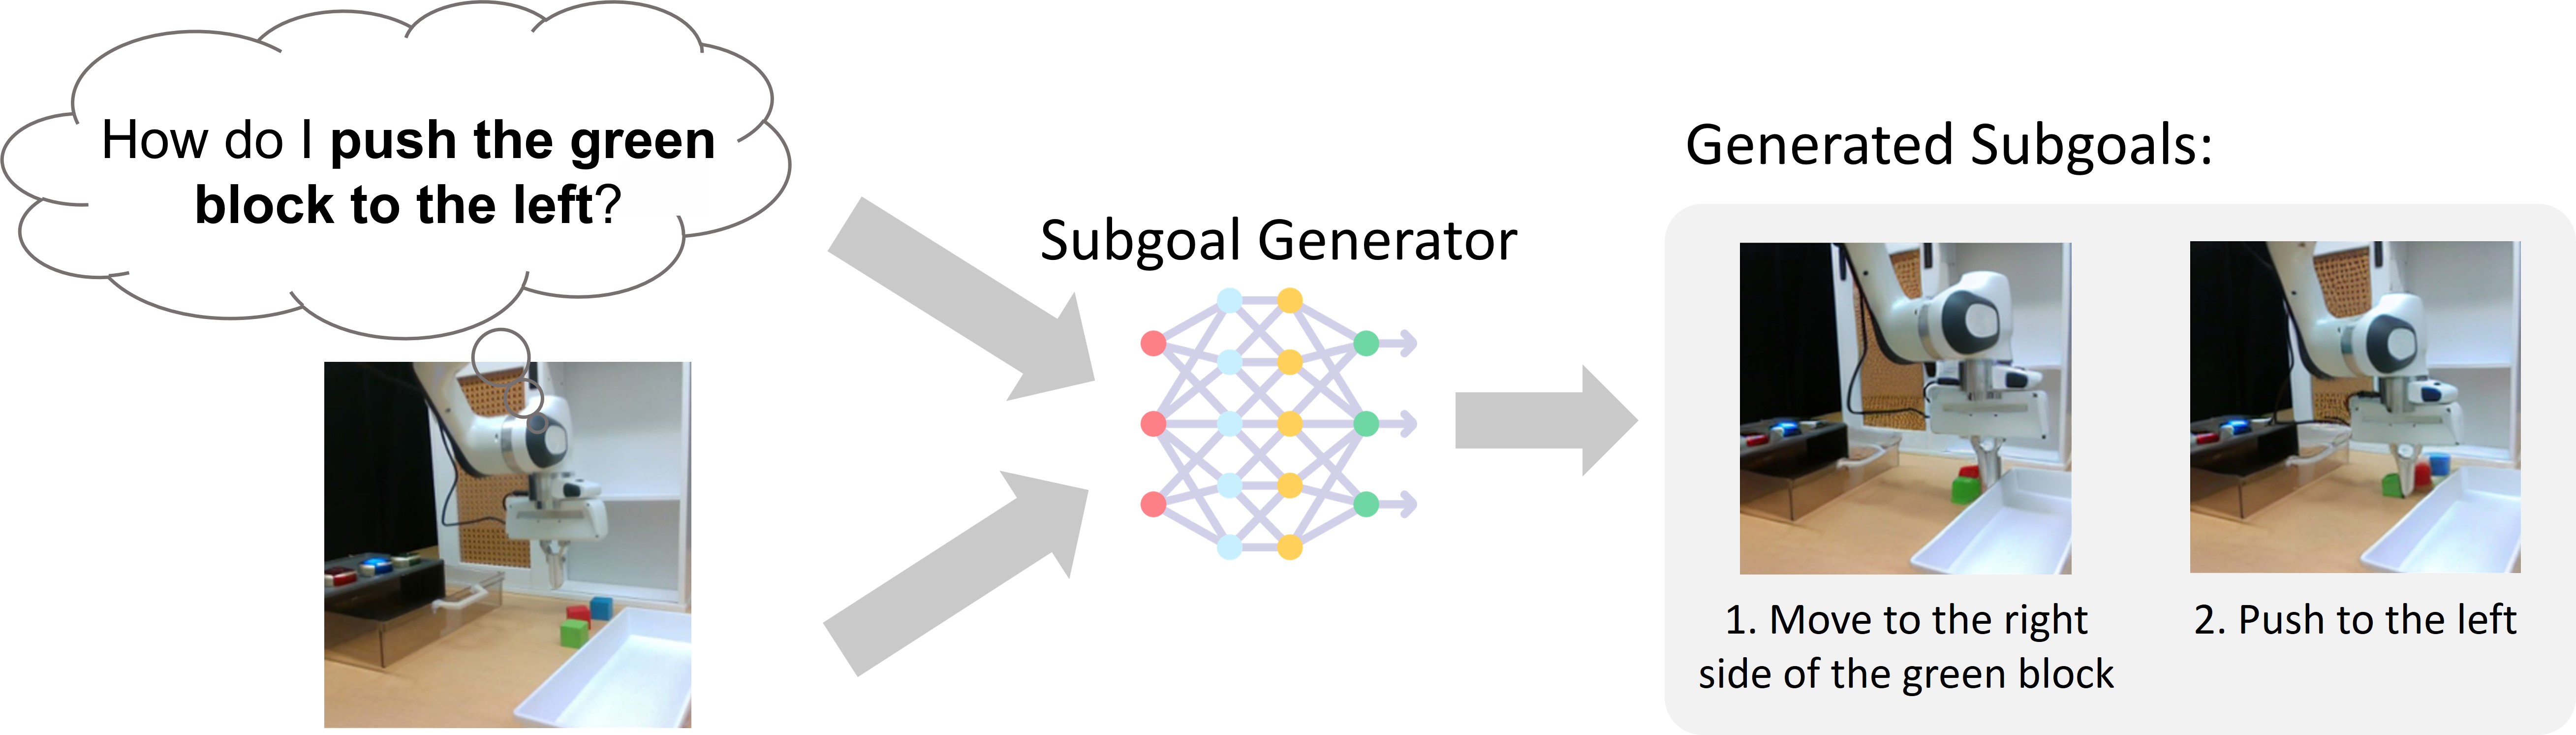 How do I push the green
block to the left?
Subgoal Generator
Generated Subgoals:
1. Move to the right
side of the green block
2. Push to the left